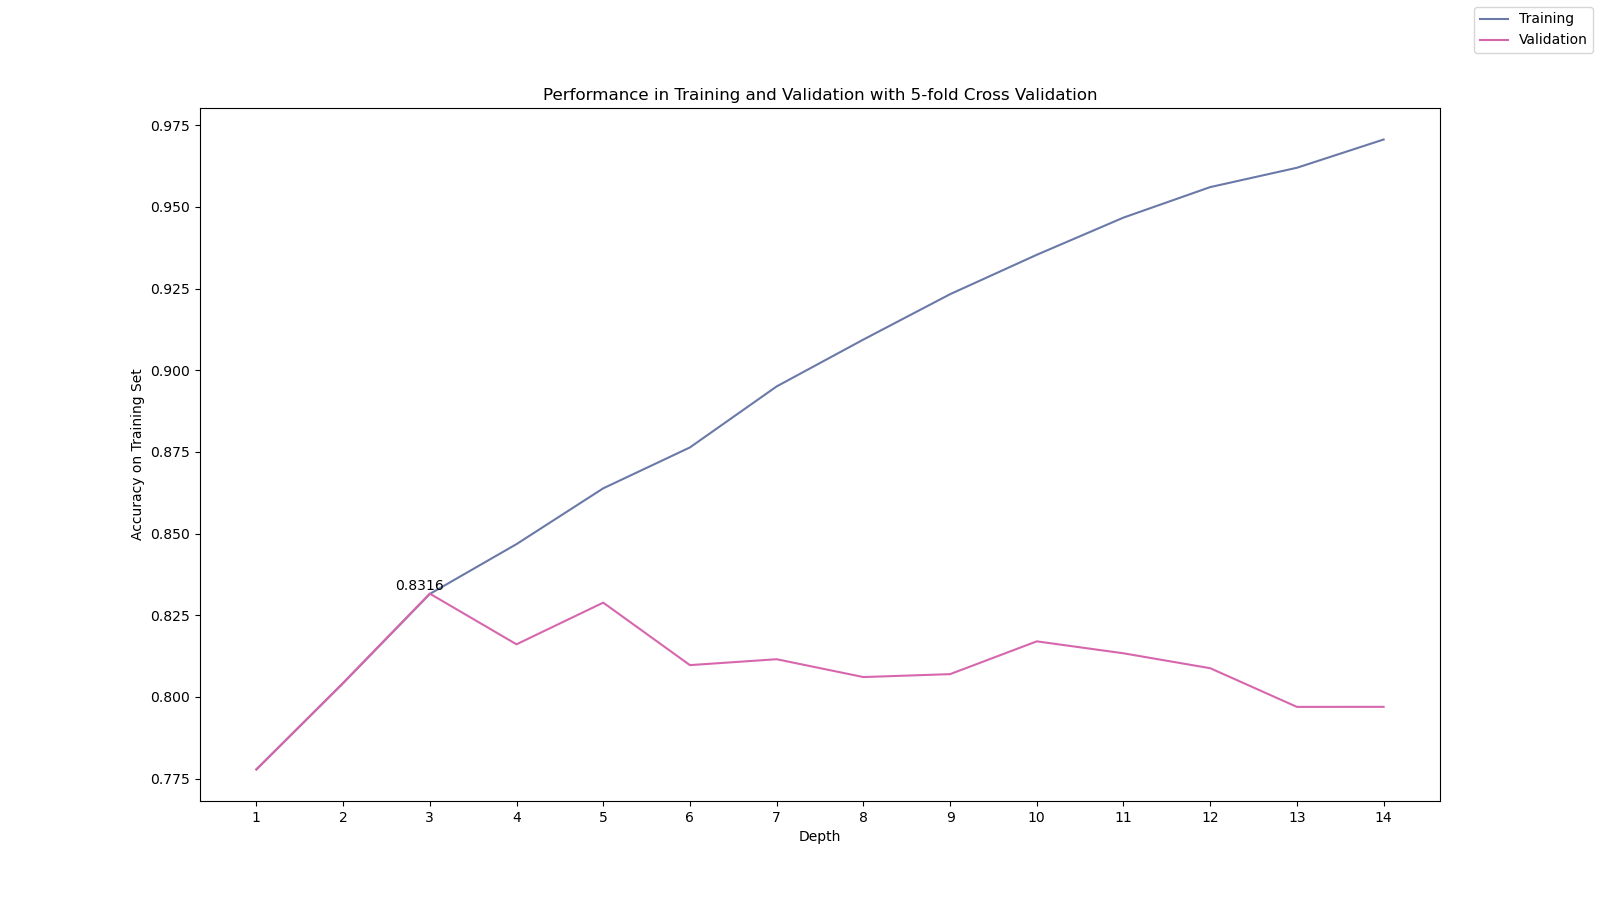 Training
Validation
Performance in Training and Validation with 5-fold Cross Validation
0.975
0.950
0.925
0.900
0.875
0.850
0.825
0.800
0.775
Accuracy on Training Set
0.8316
1 2 3 4 5 6 7 8 9 10 11 12 13 14
Depth